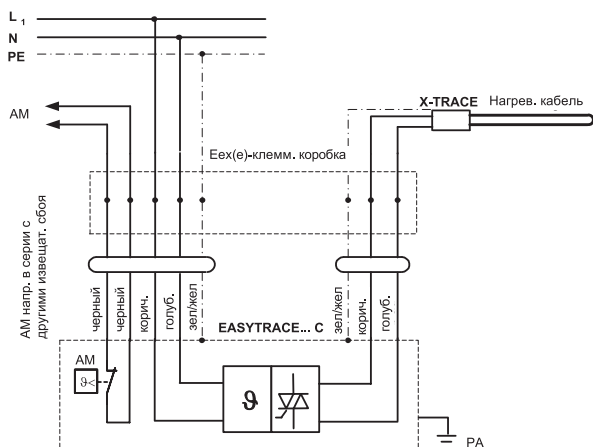 L 1
N
PE
X-TRACE
Нагрев. кабель
AM
Eex(e)-клемм. коробка
AM напр. в серии с
другими извещат. сбоя
черный
черный
корич.
голуб.
зел/жел
зел/жел
корич.
голуб.
EASYTRACE... C
AM
ϑ<
ϑ
PA